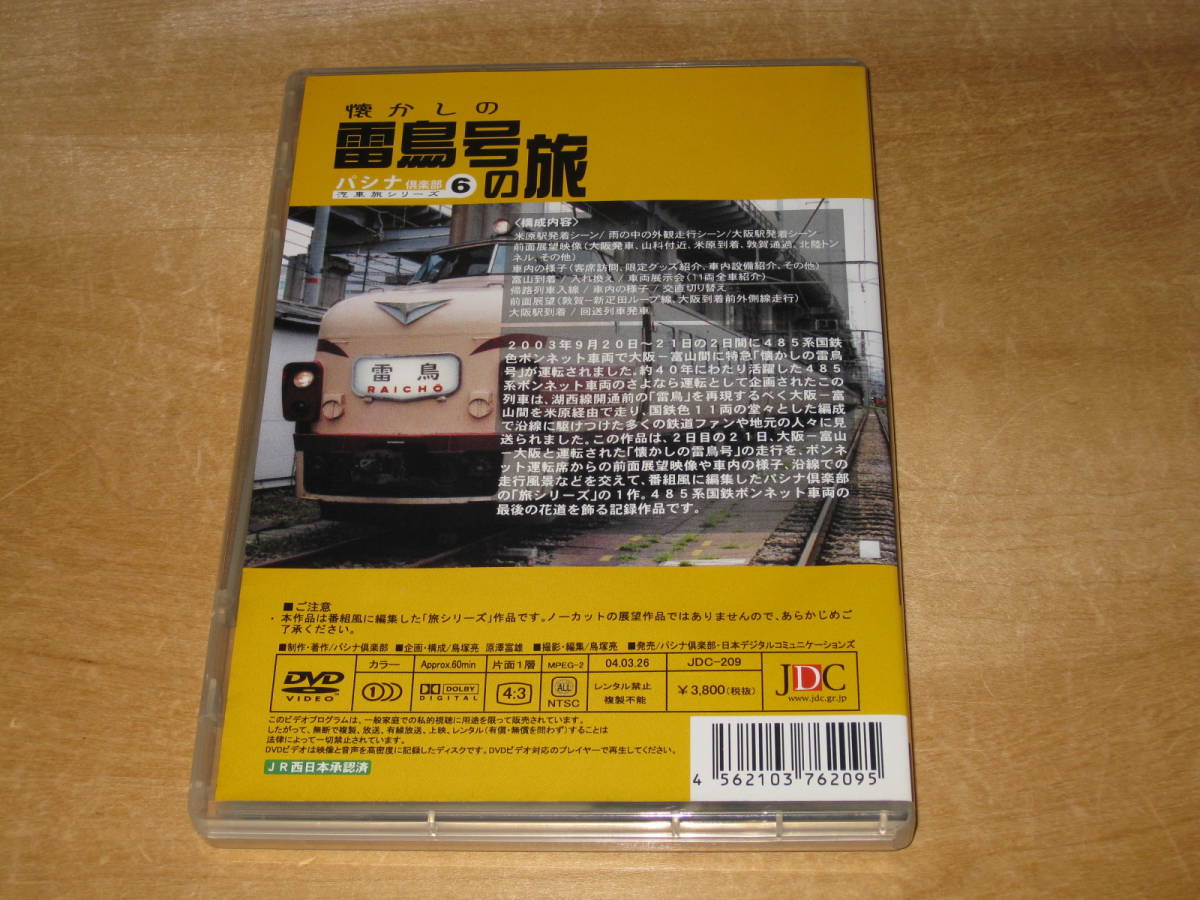 懐かしの
雷鳥号の旅
パシナ倶楽部 6
汽車旅シリーズ
〈構成内容〉
米原駅発着シーン/ 雨の中の外観走行シーン/大阪駅発着シーン
前面展望映像(大阪発車、山科付近、米原到着、敦賀通過、北陸トン
ネル、その他)
車内の様子(客席訪問、限定グッズ紹介、車内設備紹介、その他)
富山到着 / 入れ換え / 車両展示会(11両全車紹介)
帰路列車入線 / 車内の様子 / 交直切り替え
前面展望(敦賀ー新疋田ループ線、大阪到着前外側線走行)
大阪駅到着 / 回送列車発車
雷鳥
RAICHŌ
2003年9月20日~21日の2日間に485系国鉄
色ボンネット車両で大阪-富山間に特急「懐かしの雷鳥
号」が運転されました。約40年にわたり活躍した485
系ボンネット車両のさよなら運転として企画されたこの
列車は、湖西線開通前の「雷鳥」を再現するべく大阪-富
山間を米原経由で走り、国鉄色11両の堂々とした編成
で沿線に駆けつけた多くの鉄道ファンや地元の人々に見
送られました。この作品は、2日目の21日、大阪-富山
-大阪と運転された「懐かしの雷鳥号」の走行を、ボンネ
ット運転席からの前面展望映像や車内の様子、沿線での
走行風景などを交えて、番組風に編集したパシナ倶楽部
の「旅シリーズ」の1作。485系国鉄ボンネット車両の
最後の花道を飾る記録作品です。
■ご注意
・本作品は番組風に編集した「旅シリーズ」作品です。ノーカットの展望作品ではありませんので、あらかじめご
了承ください。
■制作・著作/パシナ倶楽部 ■企画・構成/鳥塚亮 原澤富雄 ■撮影・編集/鳥塚亮 ■発売/パシナ倶楽部・日本デジタルコミュニケーションズ
DVD VIDEO カラー Approx.60min 片面1層 MPEG-2 04.03.26 JDC-209
DOLBY DIGITAL 4:3 ALL NTSC レンタル禁止 複製不能 ¥3,800(税抜)
JDC
www.jdc.gr.jp
このビデオプログラムは、一般家庭での私的視聴に用途を限って販売されています。
したがって、無断で複製、放送、有線放送、上映、レンタル(有償・無償を問わず)することは
法律によって一切禁止されています。
DVDビデオは映像と音声を高密度に記録したディスクです。DVDビデオ対応のプレイヤーで再生してください。
JR西日本承認済
4 562103 762095